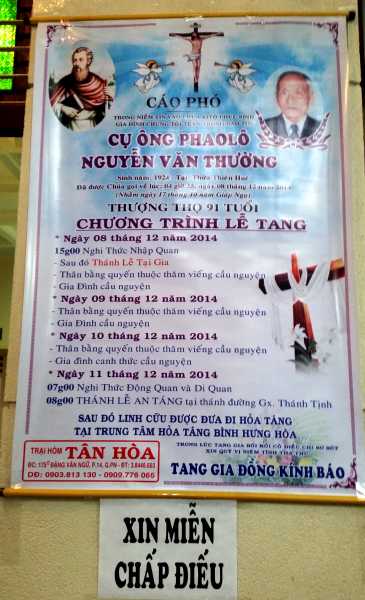 CÁO PHÓ
TRONG NIỀM TIN VÀO CHÚA KITÔ PHỤC SINH
GIA ĐÌNH CHÚNG TÔI TRÂN TRỌNG BÁO TIN
CỤ ÔNG PHAOLÔ
NGUYỄN VĂN THƯỜNG
Sinh năm: 1924 Tại: Thừa Thiên Huế
Đã được Chúa gọi về lúc: 04 giờ 25, ngày 08 tháng 12 năm 2014
(Nhằm ngày 17 tháng 10 năm Giáp Ngọ)
THƯỢNG THỌ 91 TUỔI
CHƯƠNG TRÌNH LỄ TANG
* Ngày 08 tháng 12 năm 2014
15g00 Nghi Thức Nhập Quan
- Sau đó Thánh Lễ Tại Gia
- Thân bằng quyến thuộc thăm viếng cầu nguyện
- Gia Đình cầu nguyện
* Ngày 09 tháng 12 năm 2014
- Thân bằng quyến thuộc thăm viếng cầu nguyện
- Gia Đình cầu nguyện
* Ngày 10 tháng 12 năm 2014
- Thân bằng quyến thuộc thăm viếng cầu nguyện
- Gia đình canh thức cầu nguyện
* Ngày 11 tháng 12 năm 2014
07g00 Nghi Thức Động Quan và Di Quan
08g00 THÁNH LỄ AN TÁNG tại thánh đường Gx. Thánh Tịnh
SAU ĐÓ LINH CỮU ĐƯỢC ĐƯA ĐI HỎA TÁNG
TẠI TRUNG TÂM HỎA TÁNG BÌNH HƯNG HÒA
TRONG LÚC TANG GIA BỐI RỐI CÓ ĐIỀU CHI SƠ SÓT
XIN QUÝ VỊ NIỆM TÌNH THA THỨ
TANG GIA ĐỒNG KÍNH BÁO
TRẠI HÒM TÂN HÒA
ĐC: ĐẶNG VĂN NGỮ, P.14, Q.PN - ĐT: 3.8446.663
DĐ: 0903.813 130 - 0909.776 065
XIN MIỄN
CHẤP ĐIẾU